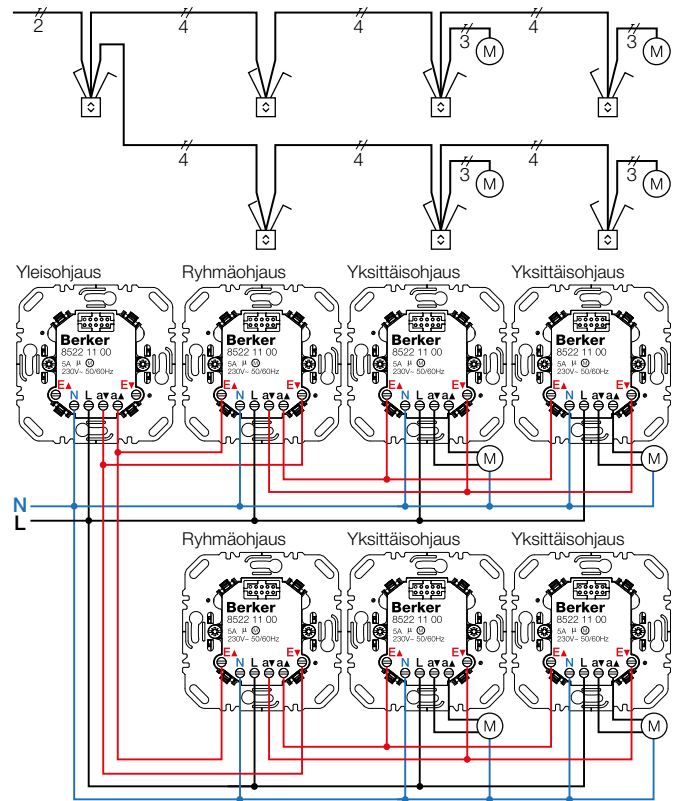 2 4 4 3 M 4 3 M
4 4 3 M 4 3 M
Yleisohjaus Ryhmäohjaus Yksittäisohjaus Yksittäisohjaus
Berker Berker Berker Berker
8522 11 00 8522 11 00 8522 11 00 8522 11 00
5A µ M 5A µ M 5A µ M 5A µ M
230V~ 50/60Hz 230V~ 50/60Hz 230V~ 50/60Hz 230V~ 50/60Hz
E▲ N L a▼ a▲ E▼ E▲ N L a▼ a▲ E▼ E▲ N L a▼ a▲ E▼ E▲ N L a▼ a▲ E▼
M M
N
L
Ryhmäohjaus Yksittäisohjaus Yksittäisohjaus
Berker Berker Berker
8522 11 00 8522 11 00 8522 11 00
5A µ M 5A µ M 5A µ M
230V~ 50/60Hz 230V~ 50/60Hz 230V~ 50/60Hz
E▲ N L a▼ a▲ E▼ E▲ N L a▼ a▲ E▼ E▲ N L a▼ a▲ E▼
M M